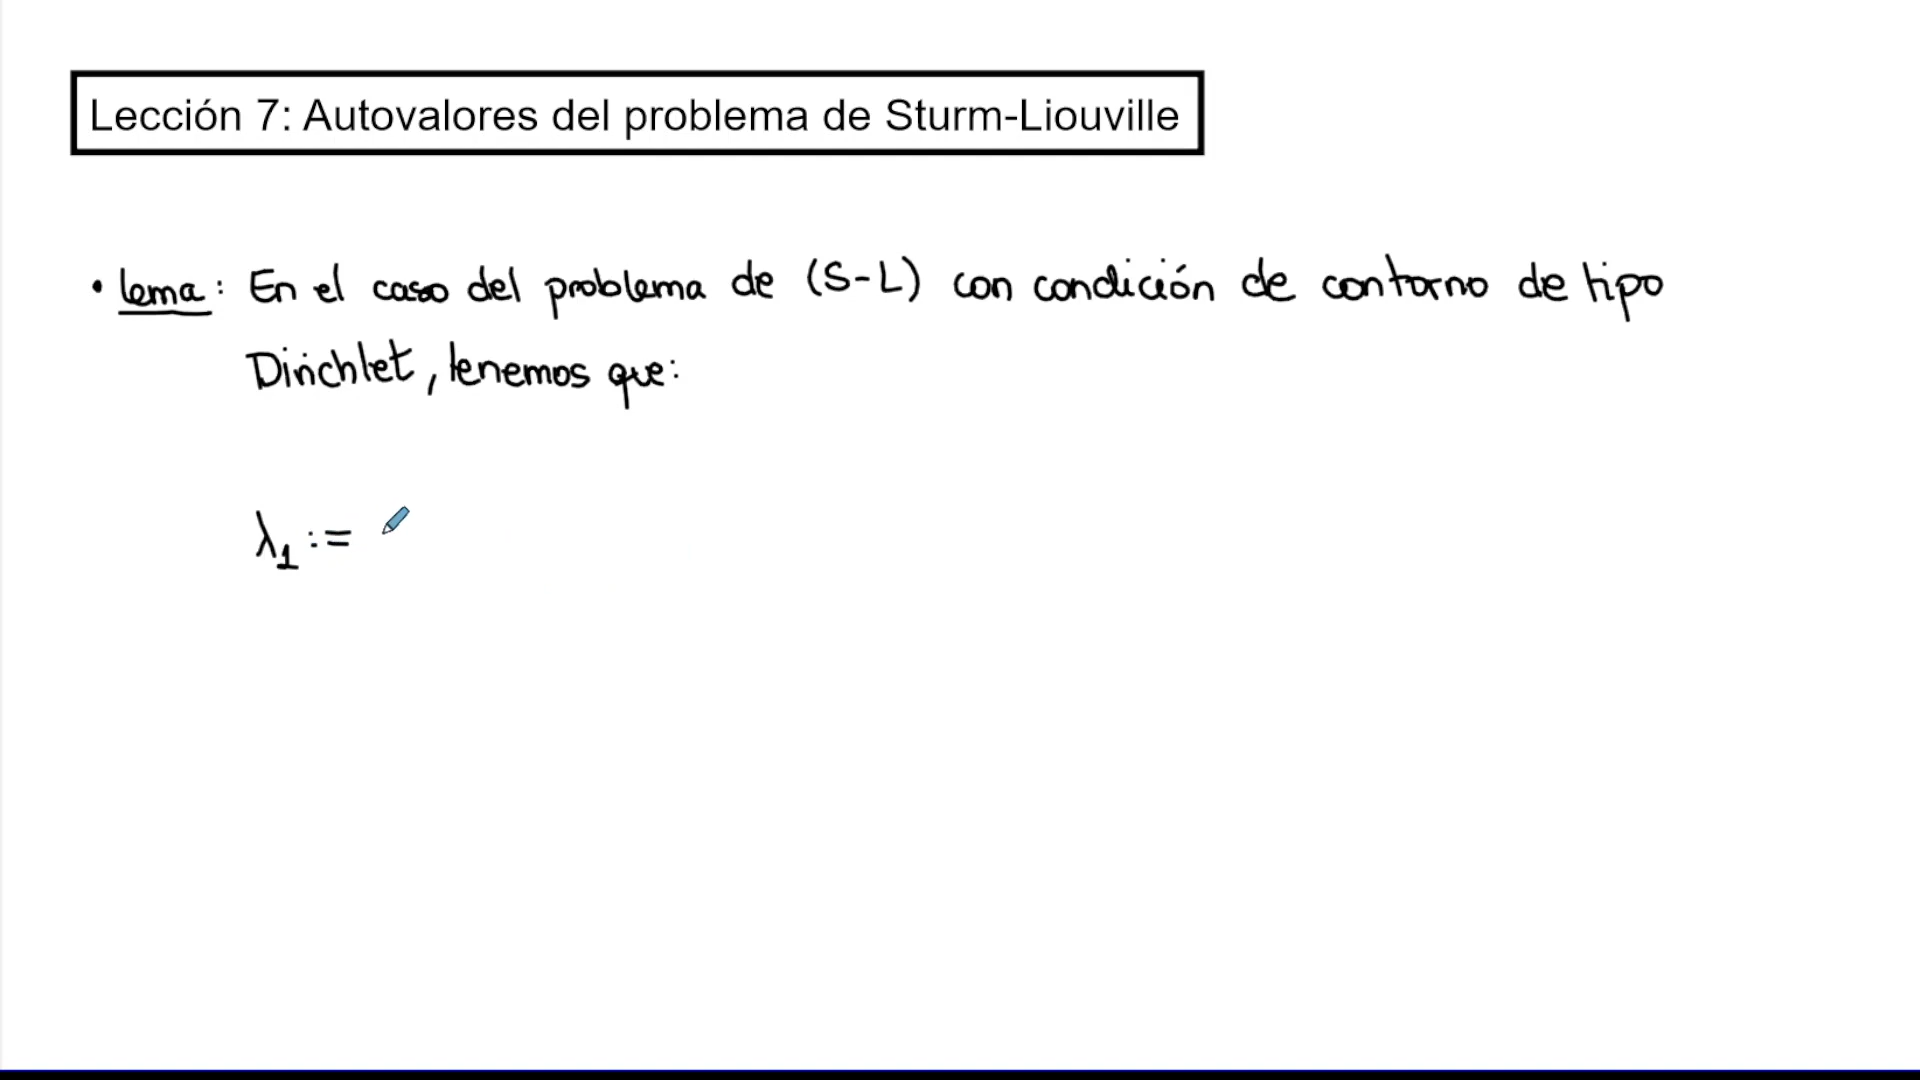 Lección 7: Autovalores del problema de Sturm-Liouville
• Lema: En el caso del problema de (S-L) con condición de contorno de tipo
Dirichlet, tenemos que:
λ₁ :=